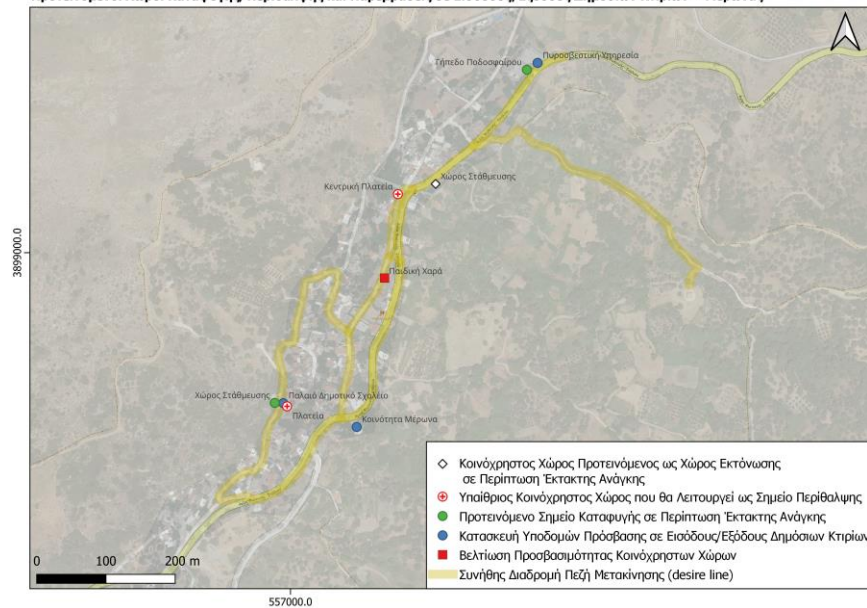 Γήπεδο Ποδοσφαίρου
Πυροσβεστική Υπηρεσία
Χώρος Στάθμευσης
Κεντρική Πλατεία
3899000.0
Παιδική Χαρά
Χώρος Στάθμευσης
Παλαιό Δημοτικό Σχολείο
Πλατεία
Κοινότητα Μέρωνα
Κοινόχρηστος Χώρος Προτεινόμενος ως Χώρος Εκτόνωσης
σε Περίπτωση Έκτακτης Ανάγκης
Υπαίθριος Κοινόχρηστος Χώρος που θα Λειτουργεί ως Σημείο Περίθαλψης
Προτεινόμενο Σημείο Καταφυγής σε Περίπτωση Έκτακτης Ανάγκης
Κατασκευή Υποδομών Πρόσβασης σε Εισόδους/Εξόδους Δημόσιων Κτιρίων
Βελτίωση Προσβασιμότητας Κοινόχρηστων Χώρων
Συνήθης Διαδρομή Πεζή Μετακίνησης (desire line)
0 100 200 m
557000.0